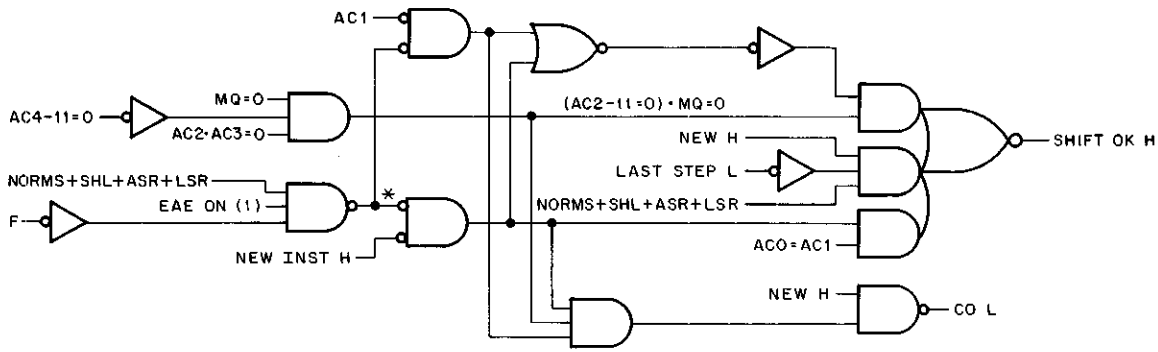 AC1
MQ=0
AC4-11=0
AC2·AC3=0
(AC2-11=0)·MQ=0
NEW H
SHIFT OK H
LAST STEP L
NORMS+SHL+ASR+LSR
EAE ON (1)
*
NORMS+SHL+ASR+LSR
F
AC0=AC1
NEW INST H
NEW H
CO L